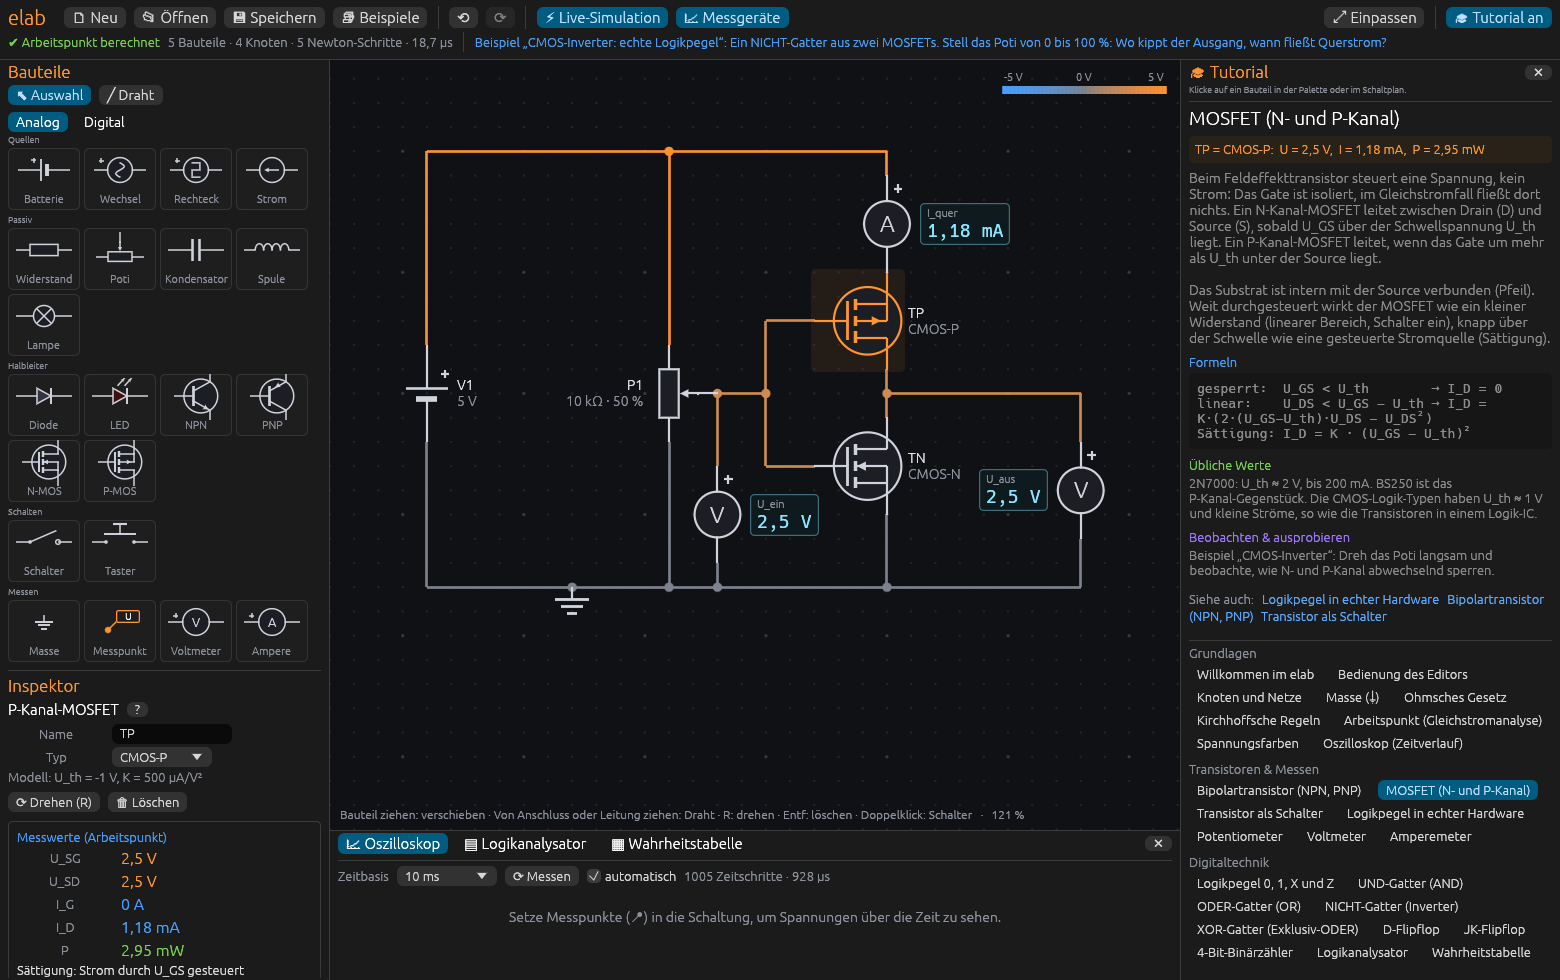 elab
Neu
Öffnen
Speichern
Beispiele
Live-Simulation
Messgeräte
Einpassen
Tutorial an
✔ Arbeitspunkt berechnet 5 Bauteile · 4 Knoten · 5 Newton-Schritte · 18,7 µs
Beispiel „CMOS-Inverter: echte Logikpegel“: Ein NICHT-Gatter aus zwei MOSFETs. Stell das Poti von 0 bis 100 %: Wo kippt der Ausgang, wann fließt Querstrom?
Bauteile
Auswahl
Draht
Analog
Digital
Quellen
Batterie
Wechsel
Rechteck
Strom
Passiv
Widerstand
Poti
Kondensator
Spule
Lampe
Halbleiter
Diode
LED
NPN
PNP
N-MOS
P-MOS
Schalten
Schalter
Taster
Messen
Masse
U
Messpunkt
V
Voltmeter
A
Ampere
Inspektor
P-Kanal-MOSFET ?
Name TP
Typ CMOS-P
Modell: U_th = -1 V, K = 500 µA/V²
Drehen (R)
Löschen
Messwerte (Arbeitspunkt)
U_SG 2,5 V
U_SD 2,5 V
I_G 0 A
I_D 1,18 mA
P 2,95 mW
Sättigung: Strom durch U_GS gesteuert
-5 V
0 V
5 V
A
I_quer
1,18 mA
TP
CMOS-P
V1
5 V
P1
10 kΩ · 50 %
TN
CMOS-N
V
U_ein
2,5 V
U_aus
2,5 V
V
Bauteil ziehen: verschieben · Von Anschluss oder Leitung ziehen: Draht · R: drehen · Entf: löschen · Doppelklick: Schalter · 121 %
Oszilloskop
Logikanalysator
Wahrheitstabelle
Zeitbasis
10 ms
Messen
automatisch
1005 Zeitschritte · 928 µs
Setze Messpunkte (📍) in die Schaltung, um Spannungen über die Zeit zu sehen.
Tutorial
Klicke auf ein Bauteil in der Palette oder im Schaltplan.
MOSFET (N- und P-Kanal)
TP = CMOS-P: U = 2,5 V, I = 1,18 mA, P = 2,95 mW
Beim Feldeffekttransistor steuert eine Spannung, kein
Strom: Das Gate ist isoliert, im Gleichstromfall fließt dort
nichts. Ein N-Kanal-MOSFET leitet zwischen Drain (D) und
Source (S), sobald U_GS über der Schwellspannung U_th
liegt. Ein P-Kanal-MOSFET leitet, wenn das Gate um mehr
als U_th unter der Source liegt.
Das Substrat ist intern mit der Source verbunden (Pfeil).
Weit durchgesteuert wirkt der MOSFET wie ein kleiner
Widerstand (linearer Bereich, Schalter ein), knapp über
der Schwelle wie eine gesteuerte Stromquelle (Sättigung).
Formeln
gesperrt: U_GS < U_th → I_D = 0
linear: U_DS < U_GS − U_th → I_D =
K·(2·(U_GS−U_th)·U_DS − U_DS²)
Sättigung: I_D = K · (U_GS − U_th)²
Übliche Werte
2N7000: U_th ≈ 2 V, bis 200 mA. BS250 ist das
P-Kanal-Gegenstück. Die CMOS-Logik-Typen haben U_th ≈ 1 V
und kleine Ströme, so wie die Transistoren in einem Logik-IC.
Beobachten & ausprobieren
Beispiel „CMOS-Inverter“: Dreh das Poti langsam und
beobachte, wie N- und P-Kanal abwechselnd sperren.
Siehe auch: Logikpegel in echter Hardware Bipolartransistor
(NPN, PNP) Transistor als Schalter
Grundlagen
Willkommen im elab
Bedienung des Editors
Knoten und Netze
Masse (⏚)
Ohmsches Gesetz
Kirchhoffsche Regeln
Arbeitspunkt (Gleichstromanalyse)
Spannungsfarben
Oszilloskop (Zeitverlauf)
Transistoren & Messen
Bipolartransistor (NPN, PNP)
MOSFET (N- und P-Kanal)
Transistor als Schalter
Logikpegel in echter Hardware
Potentiometer
Voltmeter
Amperemeter
Digitaltechnik
Logikpegel 0, 1, X und Z
UND-Gatter (AND)
ODER-Gatter (OR)
NICHT-Gatter (Inverter)
XOR-Gatter (Exklusiv-ODER)
D-Flipflop
JK-Flipflop
4-Bit-Binärzähler
Logikanalysator
Wahrheitstabelle